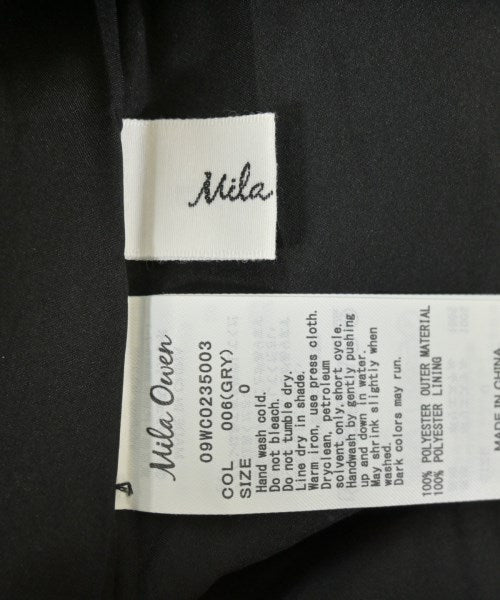 Mila
Mila Owen
09WCO235003
COL 006(GRY)
SIZE 0
Hand wash cold.
Do not bleach.
Do not tumble dry.
Line dry in shade.
Warm iron, use press cloth.
Dryclean, petroleum
solvent only.short cycle.
Handwash by gently pushing
up and down in water.
May shrink slightly when
washed.
Dark colors may run.
100% POLYESTER OUTER MATERIAL
100% POLYESTER LINING
MADE IN CHINA